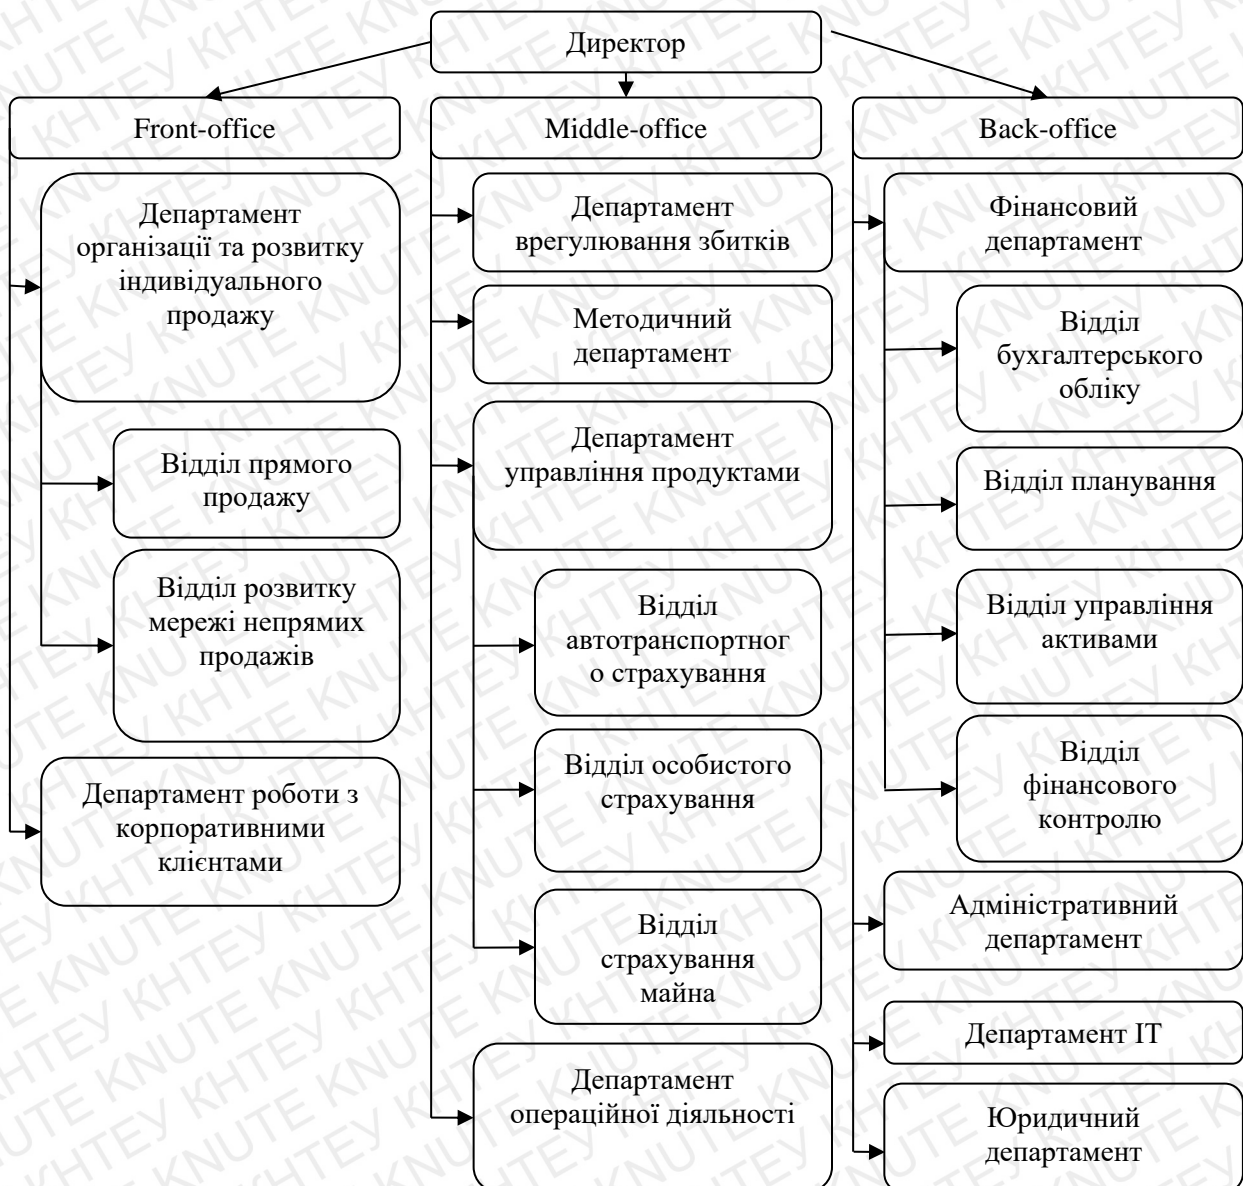 Директор
Front-office
Департамент
організації та розвитку
індивідуального
продажу
Відділ прямого
продажу
Відділ розвитку
мережі непрямих
продажів
Департамент роботи з
корпоративними
клієнтами
Middle-office
Департамент
врегулювання збитків
Методичний
департамент
Департамент
управління продуктами
Відділ
автотранспортног
о страхування
Відділ особистого
страхування
Відділ
страхування
майна
Департамент
операційної діяльності
Back-office
Фінансовий
департамент
Відділ
бухгалтерського
обліку
Відділ планування
Відділ управління
активами
Відділ
фінансового
контролю
Адміністративний
департамент
Департамент ІТ
Юридичний
департамент